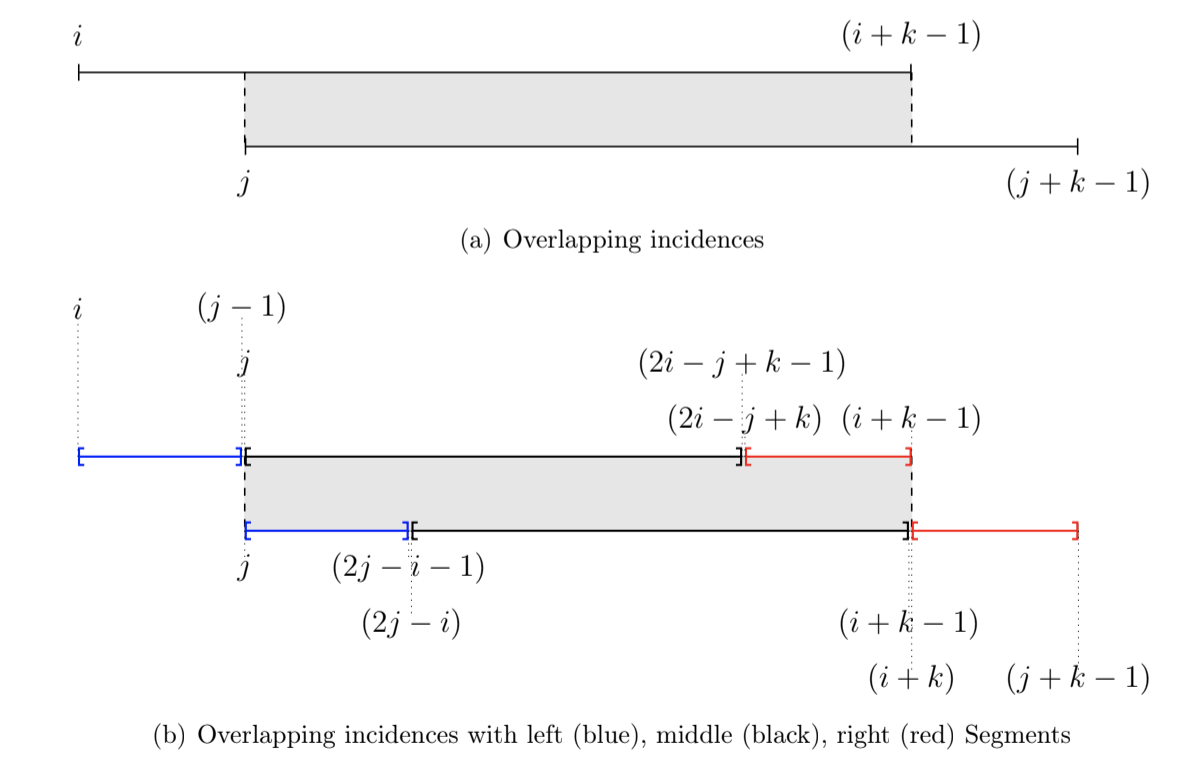 i (i + k − 1)
j (j + k − 1)
(a) Overlapping incidences
i (j − 1)
j (2i − j + k − 1)
(2i − j + k) (i + k − 1)
j (2j − i − 1)
(2j − i) (i + k − 1)
(i + k) (j + k − 1)
(b) Overlapping incidences with left (blue), middle (black), right (red) Segments